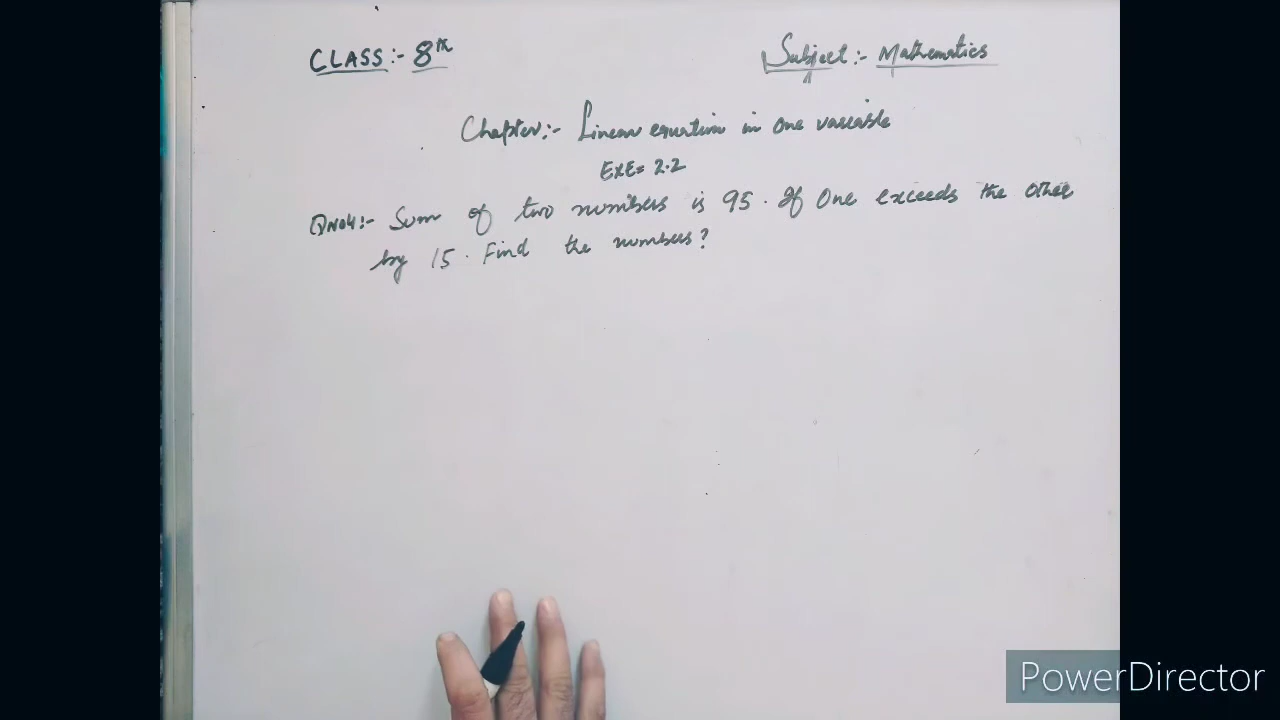 CLASS:- 8th
Subject:- Mathematics
Chapter:- Linear equation in One variable
EXE= 2.2
QNo4:- Sum of two numbers is 95. If One exceeds the other
by 15. Find the numbers?
PowerDirector